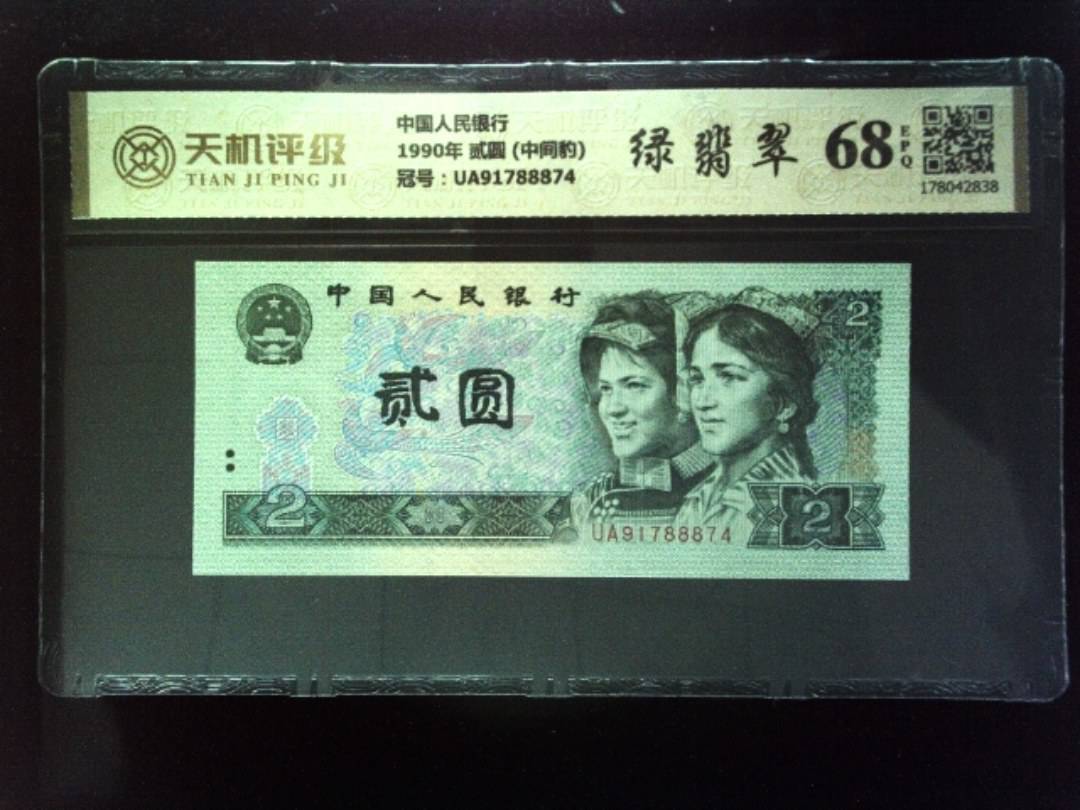 天机评级
TIAN JI PING JI
中国人民银行
1990年 贰圆 (中间豹)
冠号：UA91788874
绿翡翠
68
EPQ
178042838
中国人民银行
2
贰圆
2
UA91788874
2